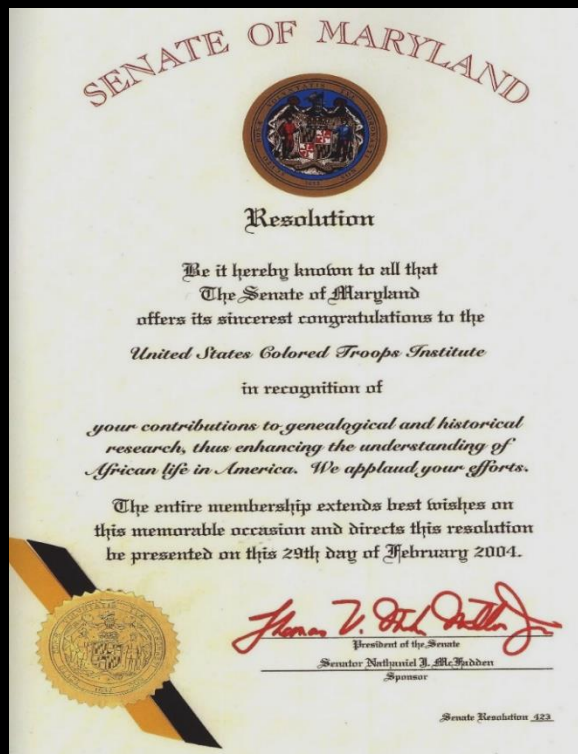 SENATE OF MARYLAND
Resolution
Be it hereby known to all that
The Senate of Maryland
offers its sincerest congratulations to the
United States Colored Troops Institute
in recognition of
your contributions to genealogical and historical
research, thus enhancing the understanding of
African life in America. We applaud your efforts.
The entire membership extends best wishes on
this memorable occasion and directs this resolution
be presented on this 29th day of February 2004.
Thomas V. Mike Miller Jr
President of the Senate
Senator Nathaniel J. McFadden
Sponsor
Senate Resolution 423